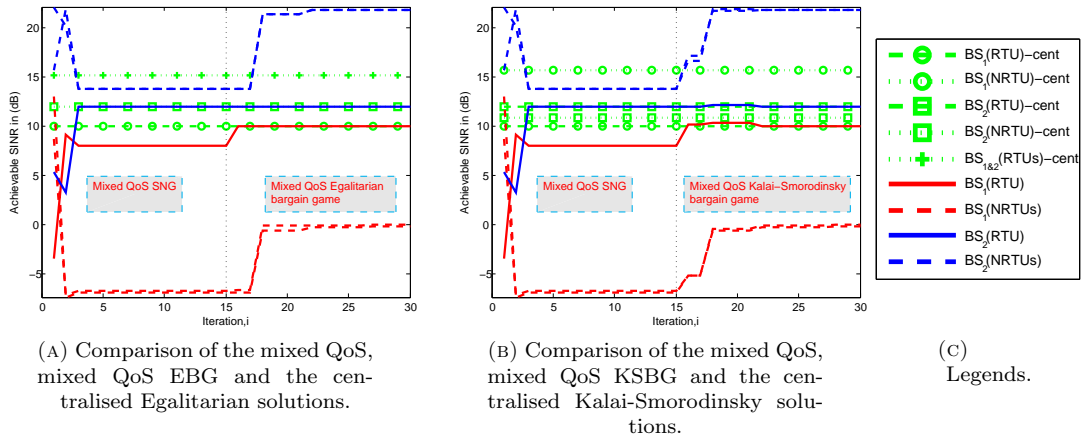 Achievable SINR in (dB)
20
15
10
5
0
−5
Mixed QoS SNG
Mixed QoS Egalitarian
bargain game
0 5 10 15 20 25 30
Iteration,i
(A) Comparison of the mixed QoS,
mixed QoS EBG and the cen-
tralised Egalitarian solutions.
Achievable SINR in (dB)
20
15
10
5
0
−5
Mixed QoS SNG
Mixed QoS Kalai−Smorodinsky
bargain game
0 5 10 15 20 25 30
Iteration,i
(B) Comparison of the mixed QoS,
mixed QoS KSBG and the cen-
tralised Kalai-Smorodinsky solu-
tions.
BS1(RTU)−cent
BS1(NRTU)−cent
BS2(RTU)−cent
BS2(NRTU)−cent
BS1&2(RTUs)−cent
BS1(RTU)
BS1(NRTUs)
BS2(RTU)
BS2(NRTUs)
(C)
Legends.